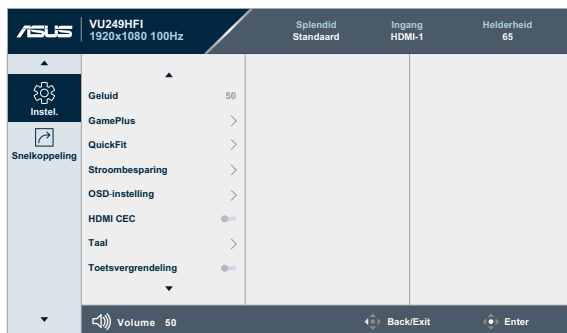 ASUS
VU249HFI
1920x1080 100Hz
Splendid
Standaard
Ingang
HDMI-1
Helderheid
65
Instel.
Snelkoppeling
Geluid 50
GamePlus
QuickFit
Stroombesparing
OSD-instelling
HDMI CEC
Taal
Toetsvergrendeling
Volume 50
Back/Exit
Enter